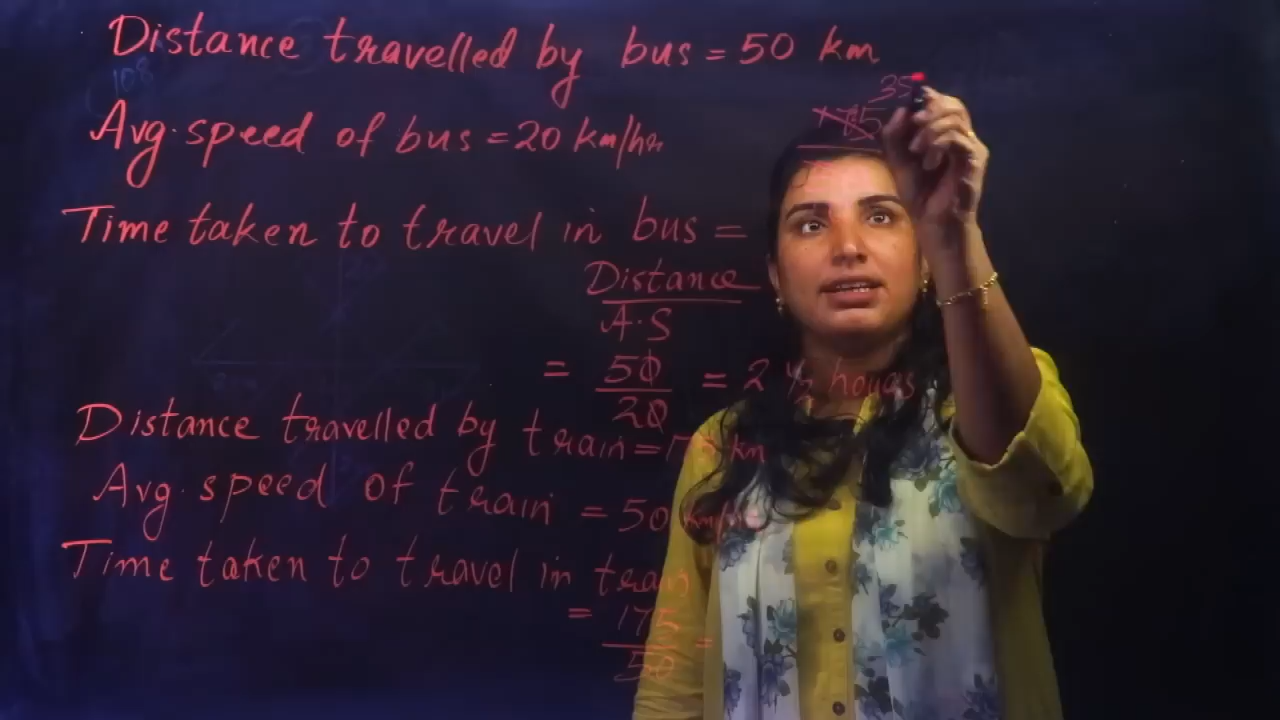 Distance travelled by bus = 50 km
Avg. speed of bus = 20 km/hr
Time taken to travel in bus =
Distance
A.S
= 50
20
= 2 1/2 hours
Distance travelled by train = 175 km
Avg. speed of train = 50 km/hr
Time taken to travel in train
= 175
50
=
175
35